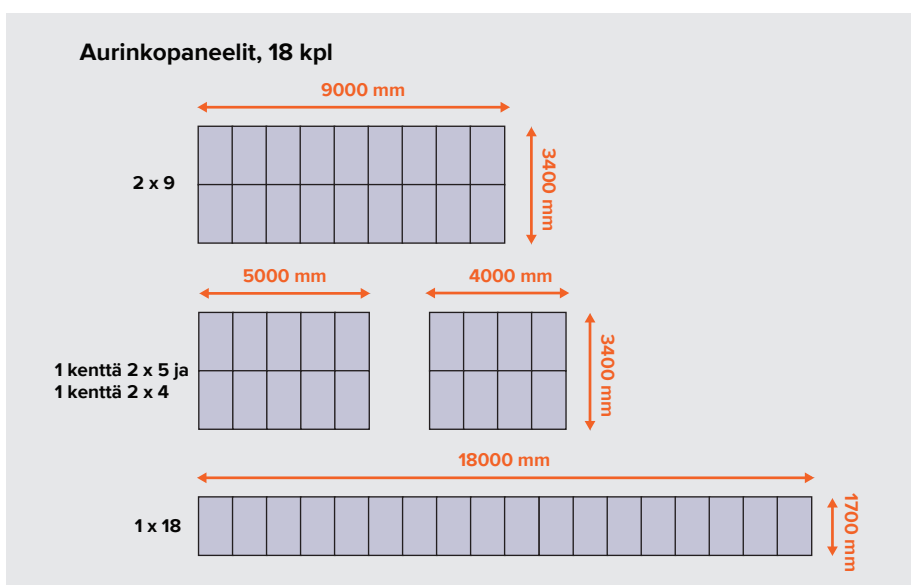 Aurinkopaneelit, 18 kpl
9000 mm
2 x 9
3400 mm
5000 mm
4000 mm
1 kenttä 2 x 5 ja
1 kenttä 2 x 4
3400 mm
18000 mm
1 x 18
1700 mm